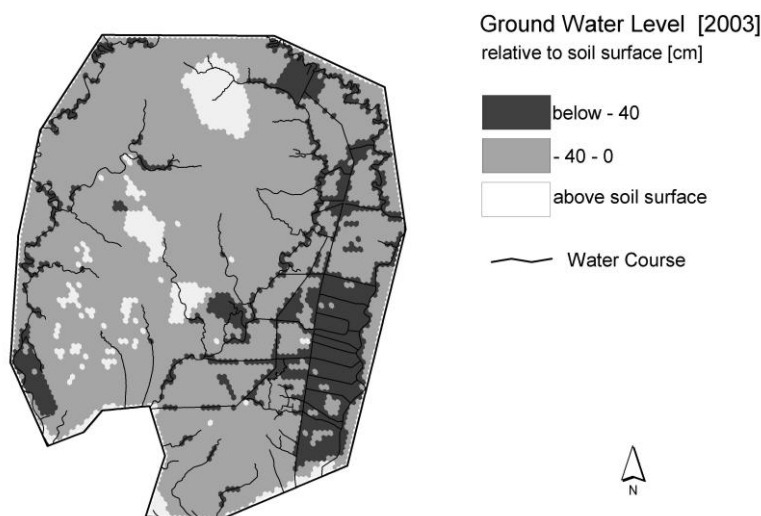 Ground Water Level [2003]
relative to soil surface [cm]
below - 40
- 40 - 0
above soil surface
Water Course
N